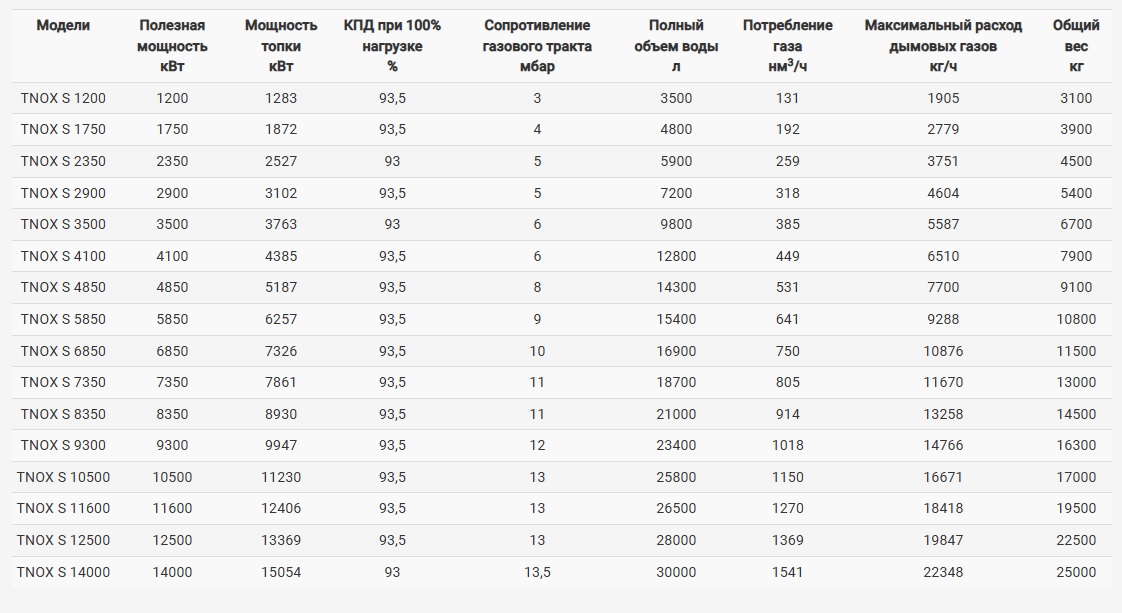 Модели Полезная мощность кВт Мощность топки кВт КПД при 100% нагрузке % Сопротивление газового тракта мбар Полный объем воды л Потребление газа нм³/ч Максимальный расход дымовых газов кг/ч Общий вес кг
TNOX S 1200 1200 1283 93,5 3 3500 131 1905 3100
TNOX S 1750 1750 1872 93,5 4 4800 192 2779 3900
TNOX S 2350 2350 2527 93 5 5900 259 3751 4500
TNOX S 2900 2900 3102 93,5 5 7200 318 4604 5400
TNOX S 3500 3500 3763 93 6 9800 385 5587 6700
TNOX S 4100 4100 4385 93,5 6 12800 449 6510 7900
TNOX S 4850 4850 5187 93,5 8 14300 531 7700 9100
TNOX S 5850 5850 6257 93,5 9 15400 641 9288 10800
TNOX S 6850 6850 7326 93,5 10 16900 750 10876 11500
TNOX S 7350 7350 7861 93,5 11 18700 805 11670 13000
TNOX S 8350 8350 8930 93,5 11 21000 914 13258 14500
TNOX S 9300 9300 9947 93,5 12 23400 1018 14766 16300
TNOX S 10500 10500 11230 93,5 13 25800 1150 16671 17000
TNOX S 11600 11600 12406 93,5 13 26500 1270 18418 19500
TNOX S 12500 12500 13369 93,5 13 28000 1369 19847 22500
TNOX S 14000 14000 15054 93 13,5 30000 1541 22348 25000